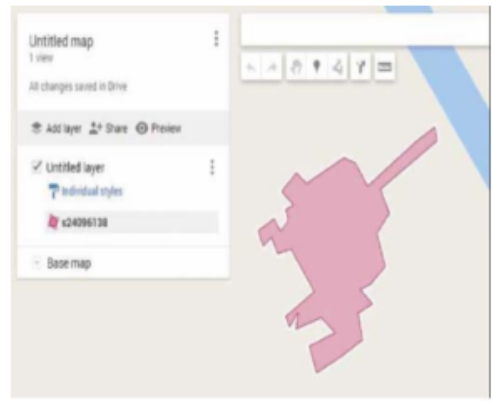 Untitled map
1 view
All changes saved in Drive
Add layer Share Preview
Untitled layer
Individual styles
s24096138
Base map